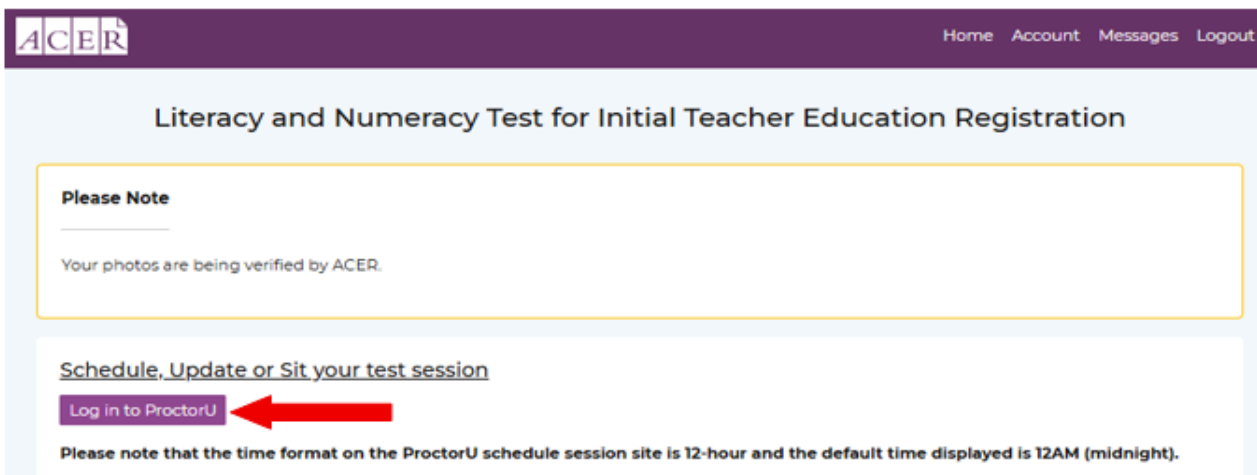 ACER
Home Account Messages Logout
Literacy and Numeracy Test for Initial Teacher Education Registration
Please Note
Your photos are being verified by ACER.
Schedule, Update or Sit your test session
Log in to ProctorU
Please note that the time format on the ProctorU schedule session site is 12-hour and the default time displayed is 12AM (midnight).